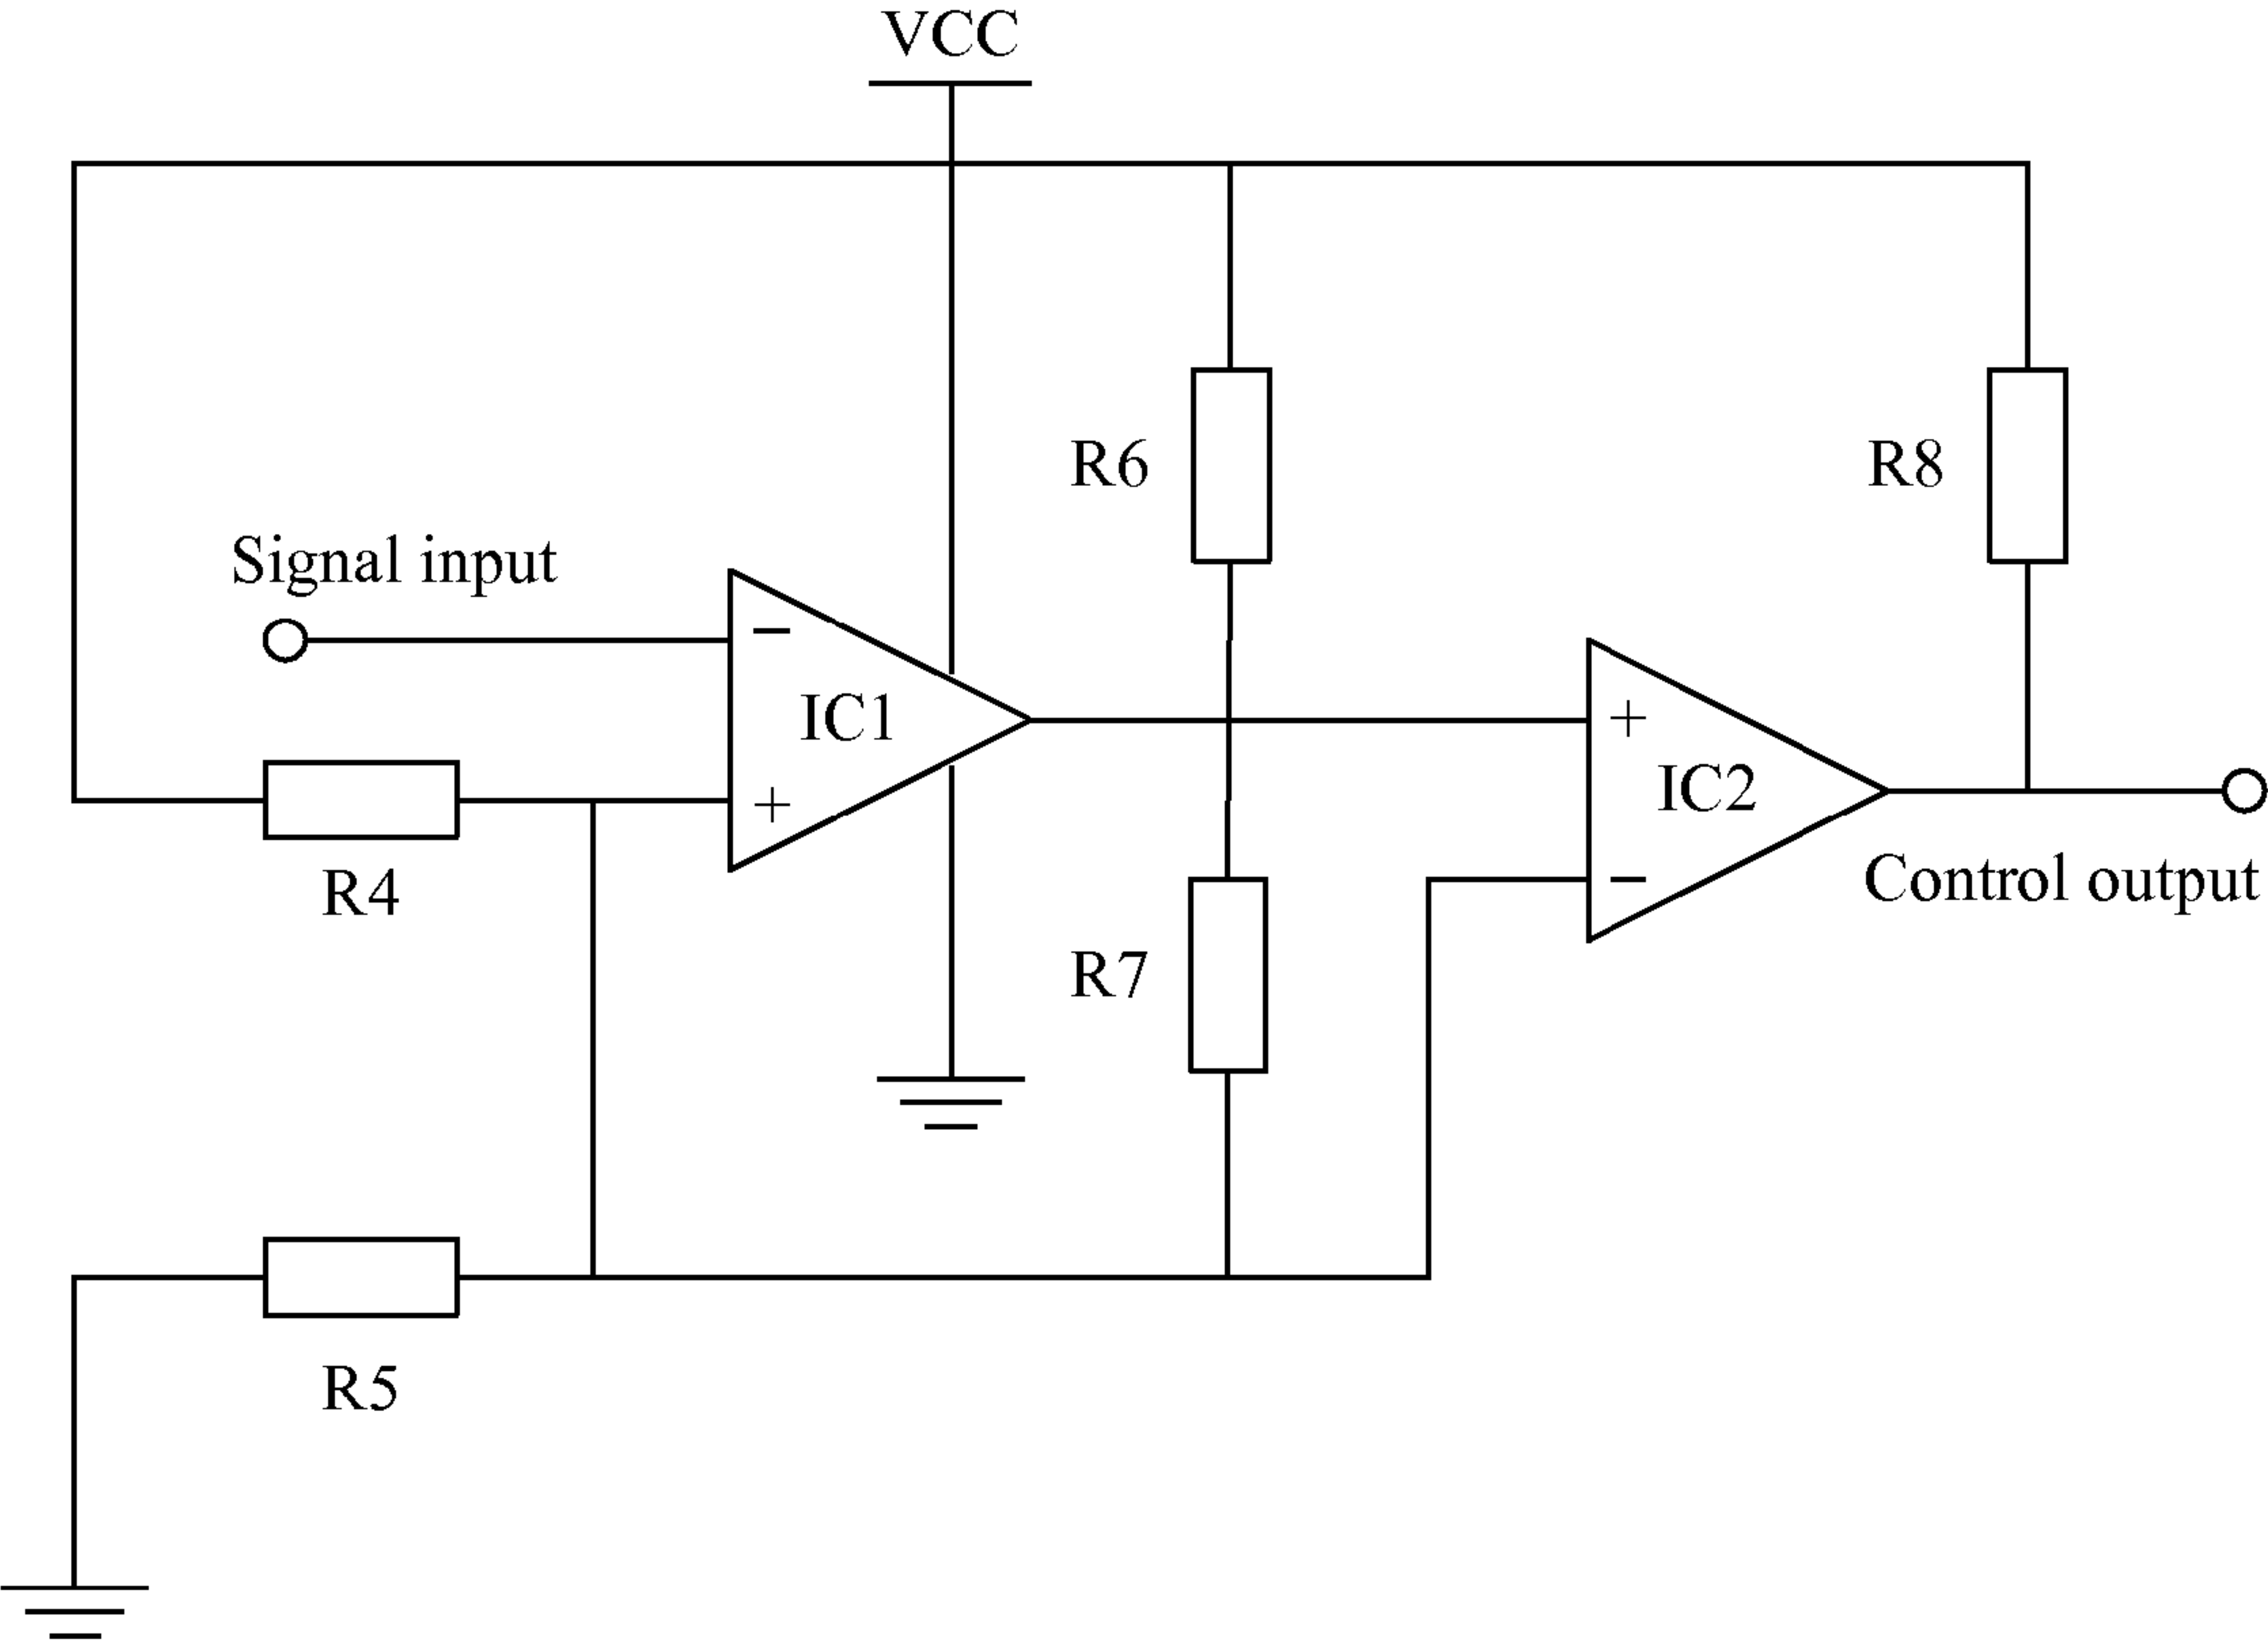 VCC
R6
R8
Signal input
−
IC1
+
+
IC2
−
R4
Control output
R7
R5